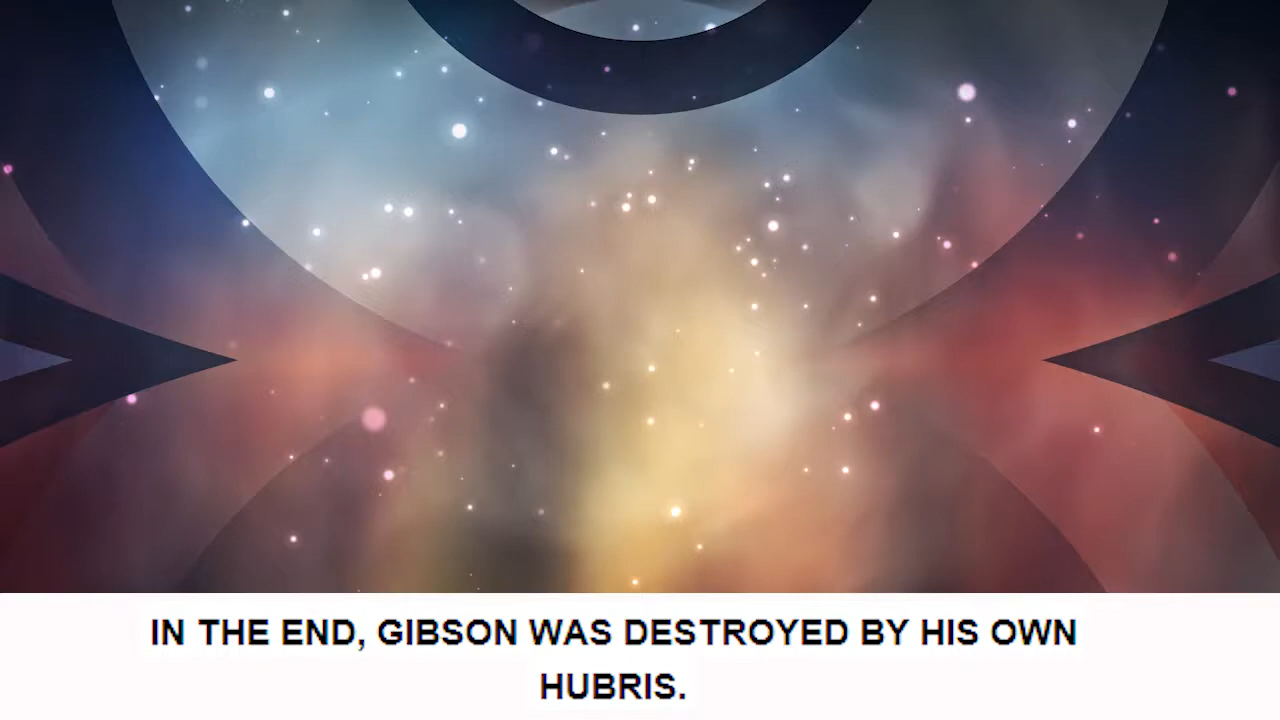 IN THE END, GIBSON WAS DESTROYED BY HIS OWN
HUBRIS.